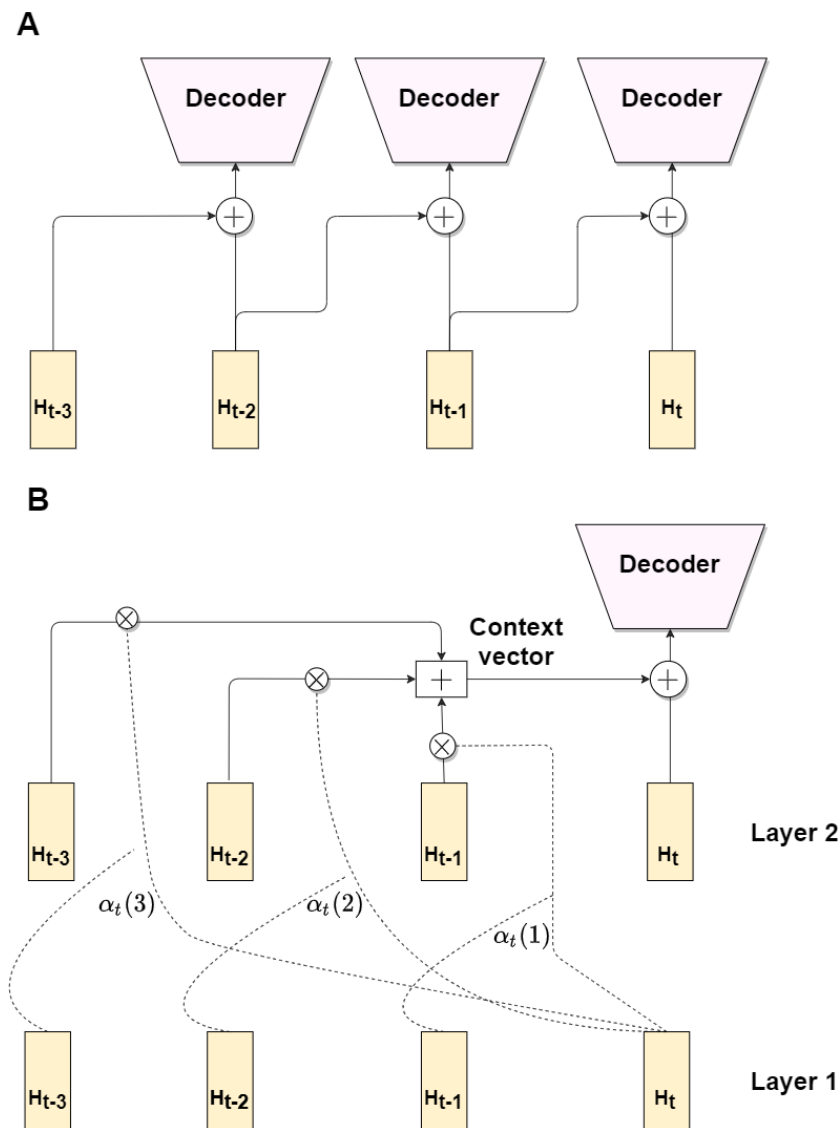 A
Decoder Decoder Decoder
Ht-3 Ht-2 Ht-1 Ht
B
Decoder
Context
vector
Ht-3 Ht-2 Ht-1 Ht
Layer 2
αt(3) αt(2) αt(1)
Ht-3 Ht-2 Ht-1 Ht
Layer 1